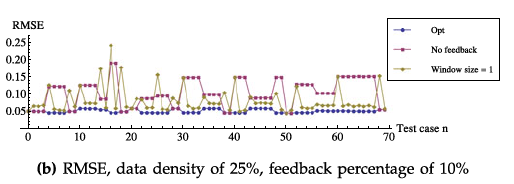 RMSE
Opt
No feedback
Window size = 1
0.25
0.20
0.15
0.10
0.05
0 10 20 30 40 50 60 70
Test case n
(b) RMSE, data density of 25%, feedback percentage of 10%